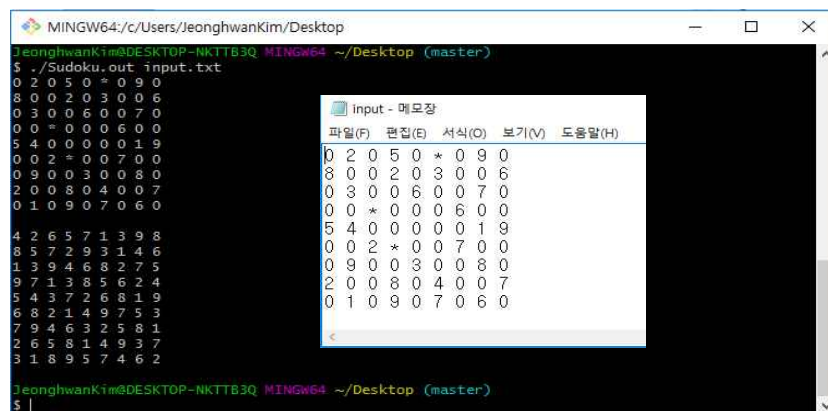 MINGW64:/c/Users/JeonghwanKim/Desktop
JeonghwanKim@DESKTOP-NKTTB3Q MINGW64 ~/Desktop (master)
$ ./Sudoku.out input.txt
0 2 0 5 0 * 0 9 0
8 0 0 2 0 3 0 0 6
0 3 0 0 6 0 0 7 0
0 0 * 0 0 0 6 0 0
5 4 0 0 0 0 0 1 9
0 0 2 * 0 0 7 0 0
0 9 0 0 3 0 0 8 0
2 0 0 8 0 4 0 0 7
0 1 0 9 0 7 0 6 0
4 2 6 5 7 1 3 9 8
8 5 7 2 9 3 1 4 6
1 3 9 4 6 8 2 7 5
9 7 1 3 8 5 6 2 4
5 4 3 7 2 6 8 1 9
6 8 2 1 4 9 7 5 3
7 9 4 6 3 2 5 8 1
2 6 5 8 1 4 9 3 7
3 1 8 9 5 7 4 6 2
JeonghwanKim@DESKTOP-NKTTB3Q MINGW64 ~/Desktop (master)
$
input - 메모장
파일(F) 편집(E) 서식(O) 보기(V) 도움말(H)
0 2 0 5 0 * 0 9 0
8 0 0 2 0 3 0 0 6
0 3 0 0 6 0 0 7 0
0 0 * 0 0 0 6 0 0
5 4 0 0 0 0 0 1 9
0 0 2 * 0 0 7 0 0
0 9 0 0 3 0 0 8 0
2 0 0 8 0 4 0 0 7
0 1 0 9 0 7 0 6 0